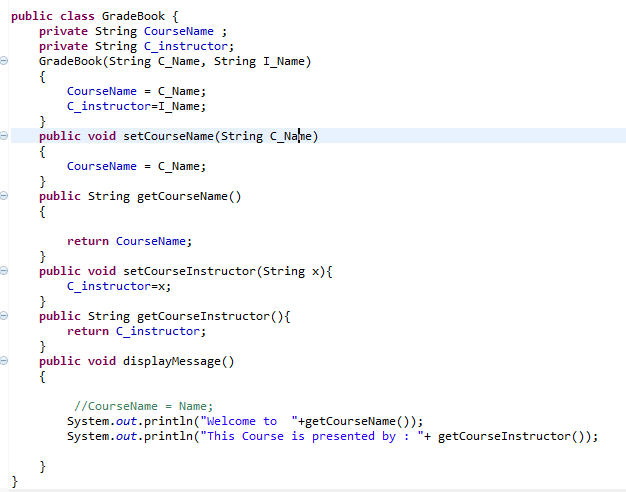 public class GradeBook {
    private String CourseName ;
    private String C_instructor;
    GradeBook(String C_Name, String I_Name)
    {
        CourseName = C_Name;
        C_instructor=I_Name;
    }
    public void setCourseName(String C_Name)
    {
        CourseName = C_Name;
    }
    public String getCourseName()
    {

        return CourseName;
    }
    public void setCourseInstructor(String x){
        C_instructor=x;
    }
    public String getCourseInstructor(){
        return C_instructor;
    }
    public void displayMessage()
    {

         //CourseName = Name;
        System.out.println("Welcome to  "+getCourseName());
        System.out.println("This Course is presented by : "+ getCourseInstructor());

    }
}